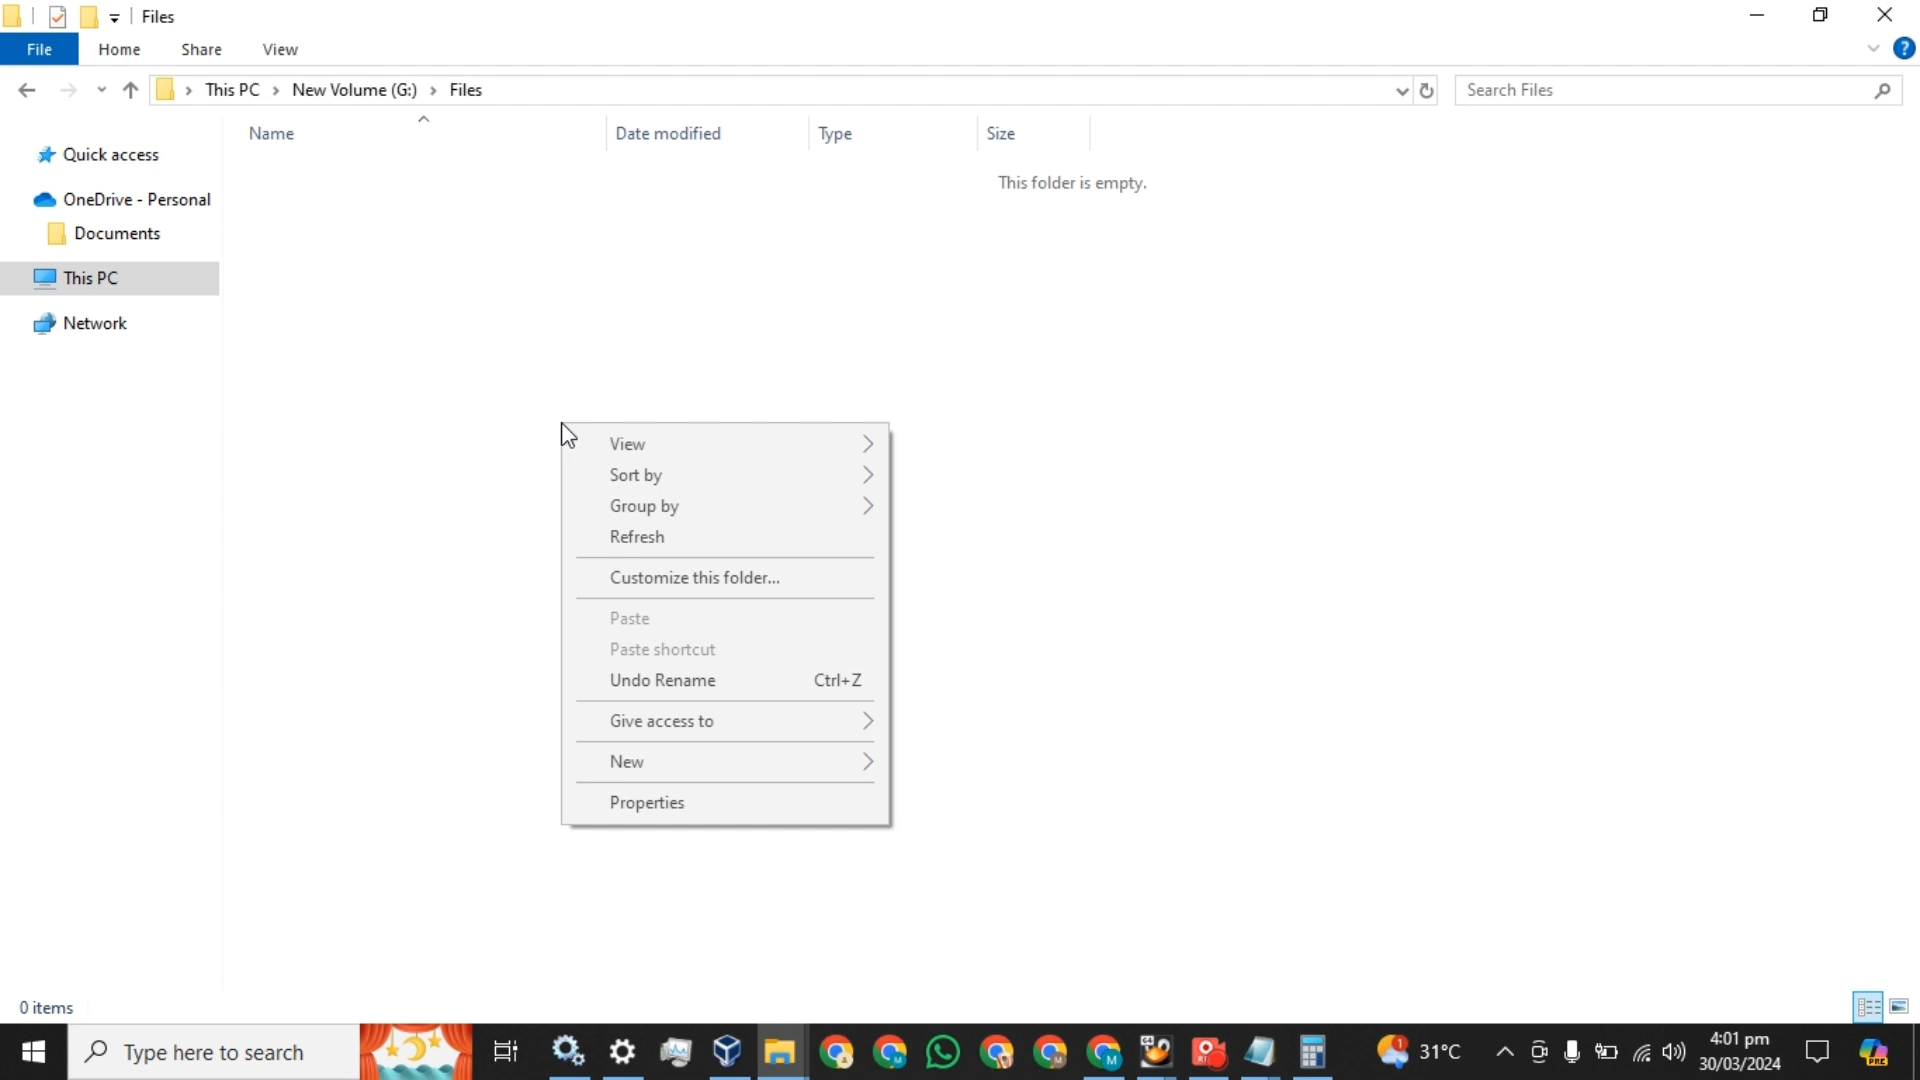 Files
File Home Share View
This PC > New Volume (G:) > Files Search Files
Name Date modified Type Size
This folder is empty.
Quick access
OneDrive - Personal
Documents
This PC
Network
View
Sort by
Group by
Refresh
Customize this folder...
Paste
Paste shortcut
Undo Rename Ctrl+Z
Give access to
New
Properties
0 items
Type here to search
31°C
4:01 pm
30/03/2024